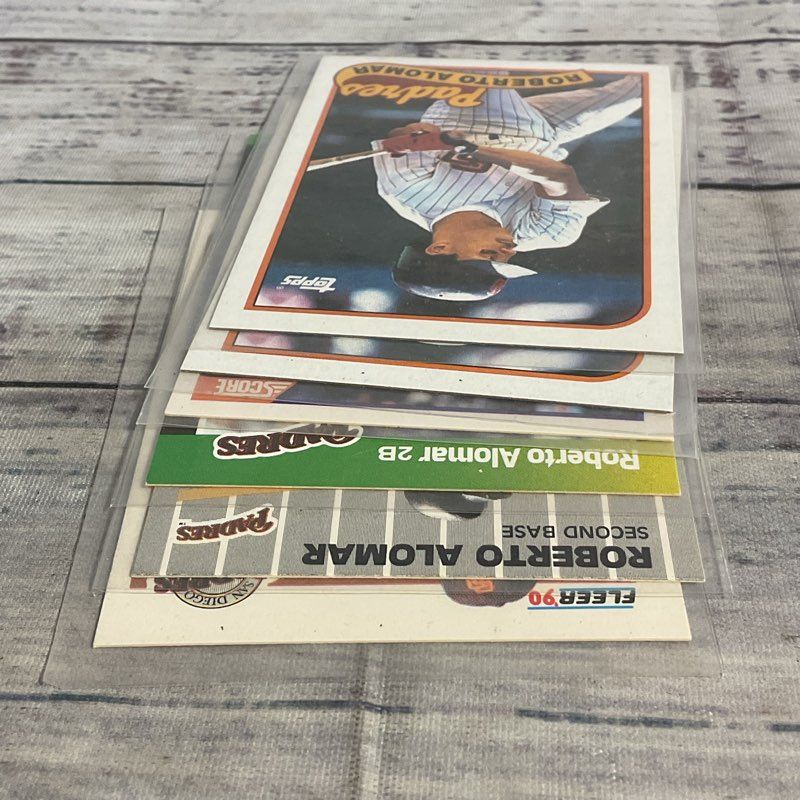 ROBERTO ALOMAR
Padres
topps
SCORE
Roberto Alomar 2B
PADRES
PADRES
SECOND BASE
ROBERTO ALOMAR
SAN DIEGO
FLEER '90